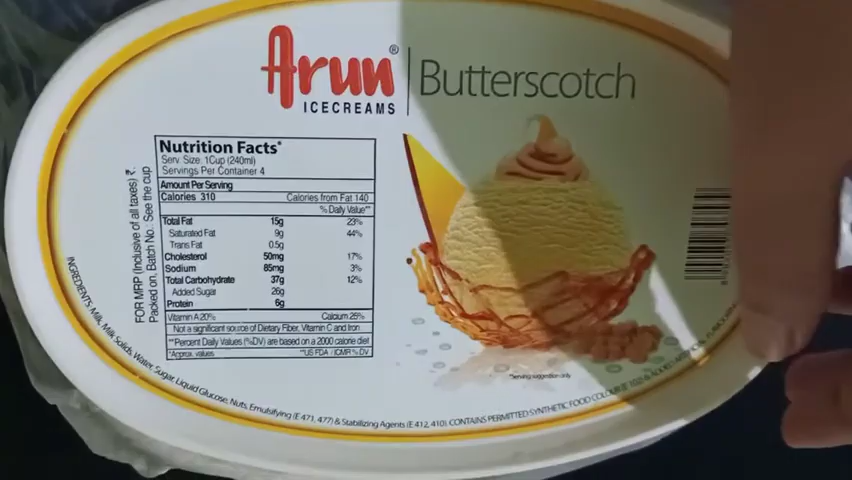 Arun®
ICECREAMS
Butterscotch
Nutrition Facts*
Serv. Size. 1Cup (240ml)
Servings Per Container 4
Amount Per Serving
Calories 310 Calories from Fat 140
% Daily Value**
Total Fat 15g 23%
Saturated Fat 9g 44%
Trans Fat 0.5g
Cholesterol 50mg 17%
Sodium 85mg 3%
Total Carbohydrate 37g 12%
Added Sugar 26g
Protein 6g
Vitamin A 20% Calcium 25%
Not a significant source of Dietary Fiber, Vitamin C and Iron
**Percent Daily Values (%DV) are based on a 2000 calorie diet
*Approx. values **US FDA / ICMR % DV
FOR MRP (Inclusive of all taxes) ₹.
Packed on, Batch No.: See the cup
*Serving suggestion only
INGREDIENTS: Milk, Milk Solids, Water, Sugar, Liquid Glucose, Nuts, Emulsifying (E 471, 477) & Stabilizing Agents (E 412, 410). CONTAINS PERMITTED SYNTHETIC FOOD COLOUR